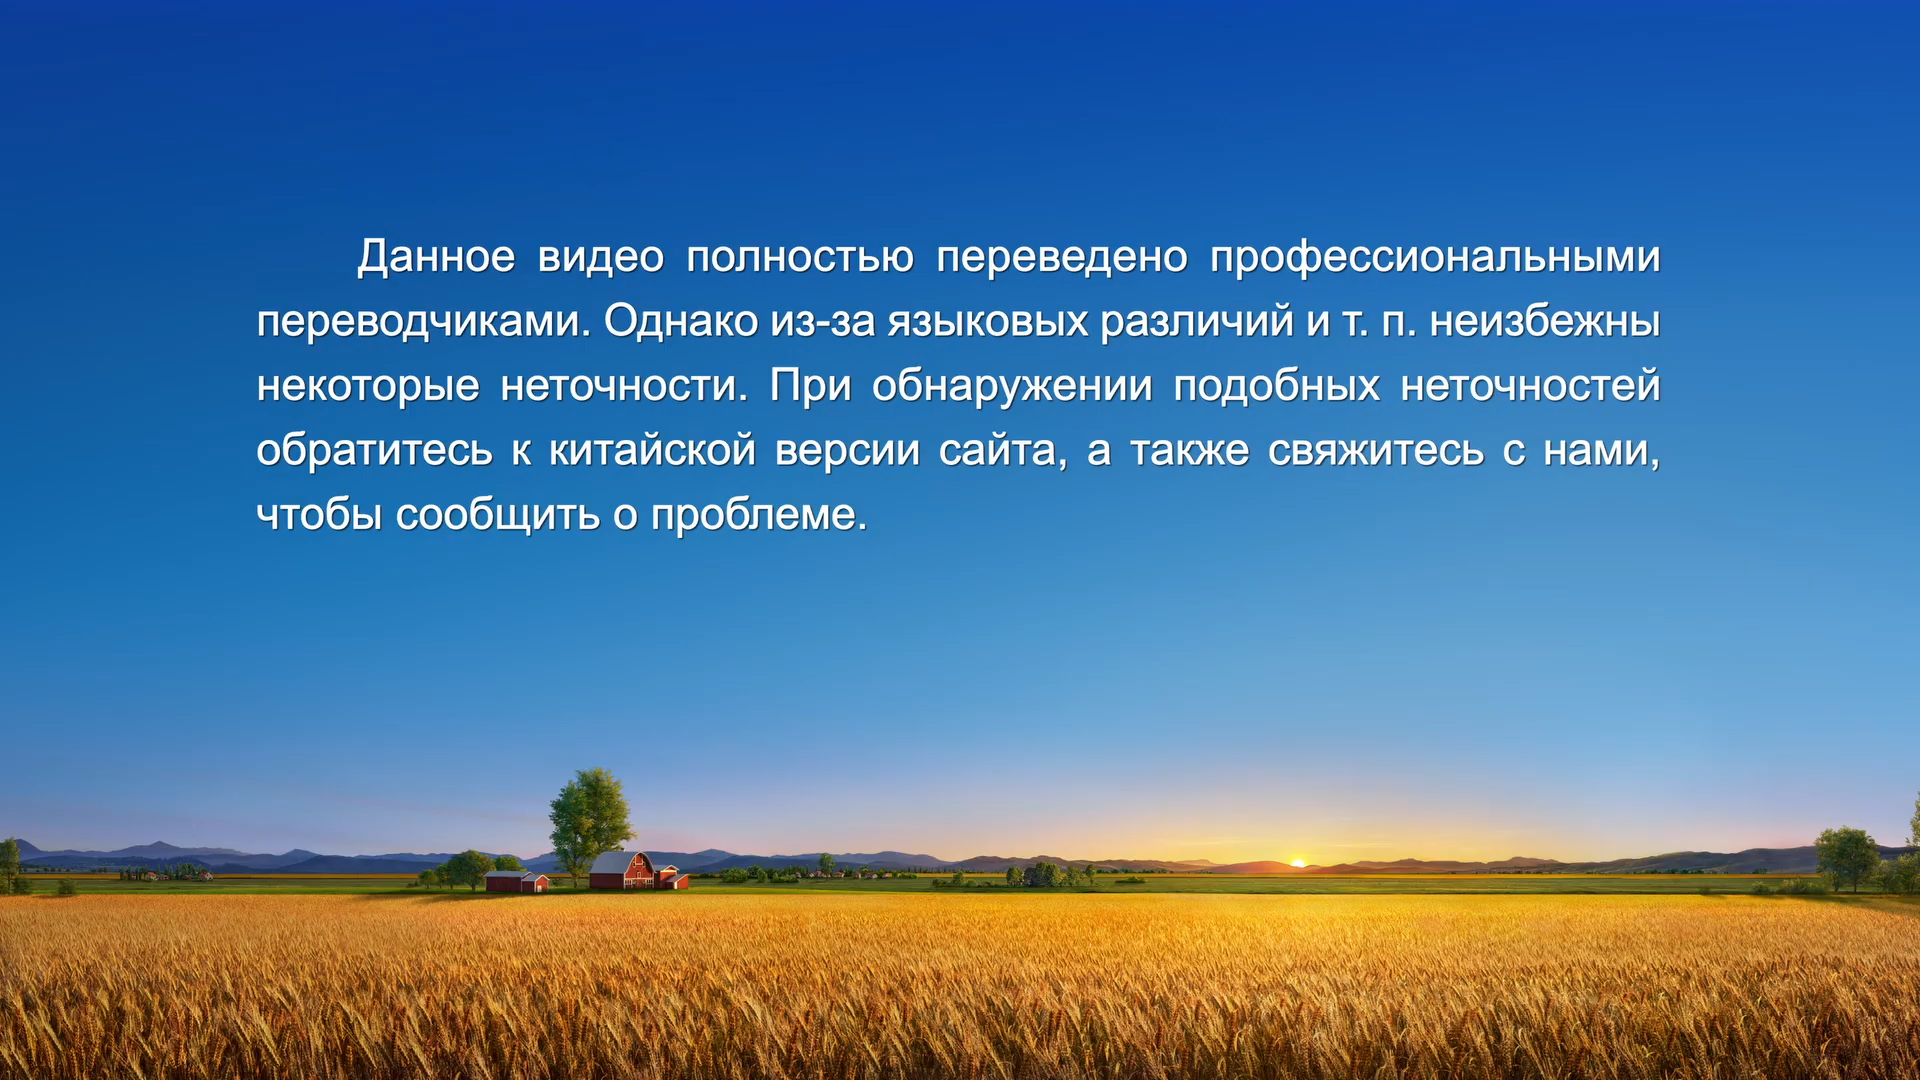 Данное видео полностью переведено профессиональными
переводчиками. Однако из-за языковых различий и т. п. неизбежны
некоторые неточности. При обнаружении подобных неточностей
обратитесь к китайской версии сайта, а также свяжитесь с нами,
чтобы сообщить о проблеме.